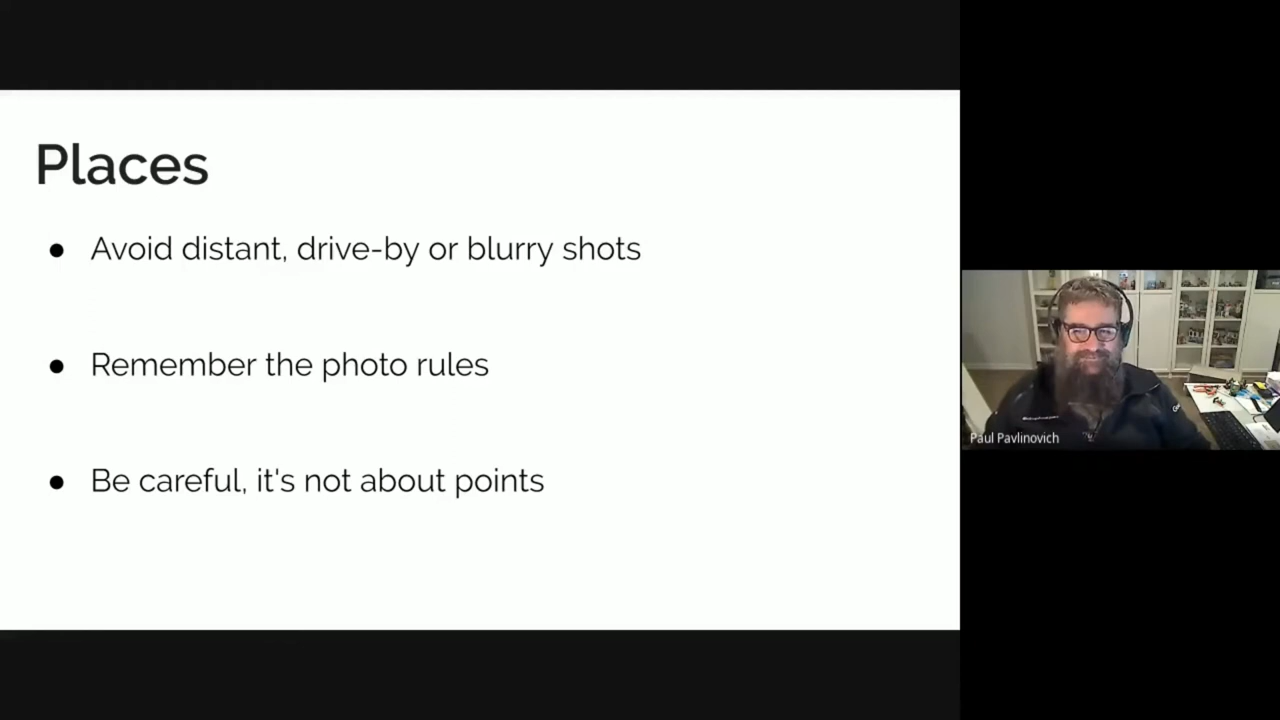 Places
● Avoid distant, drive-by or blurry shots
● Remember the photo rules
● Be careful, it's not about points
Paul Pavlinovich